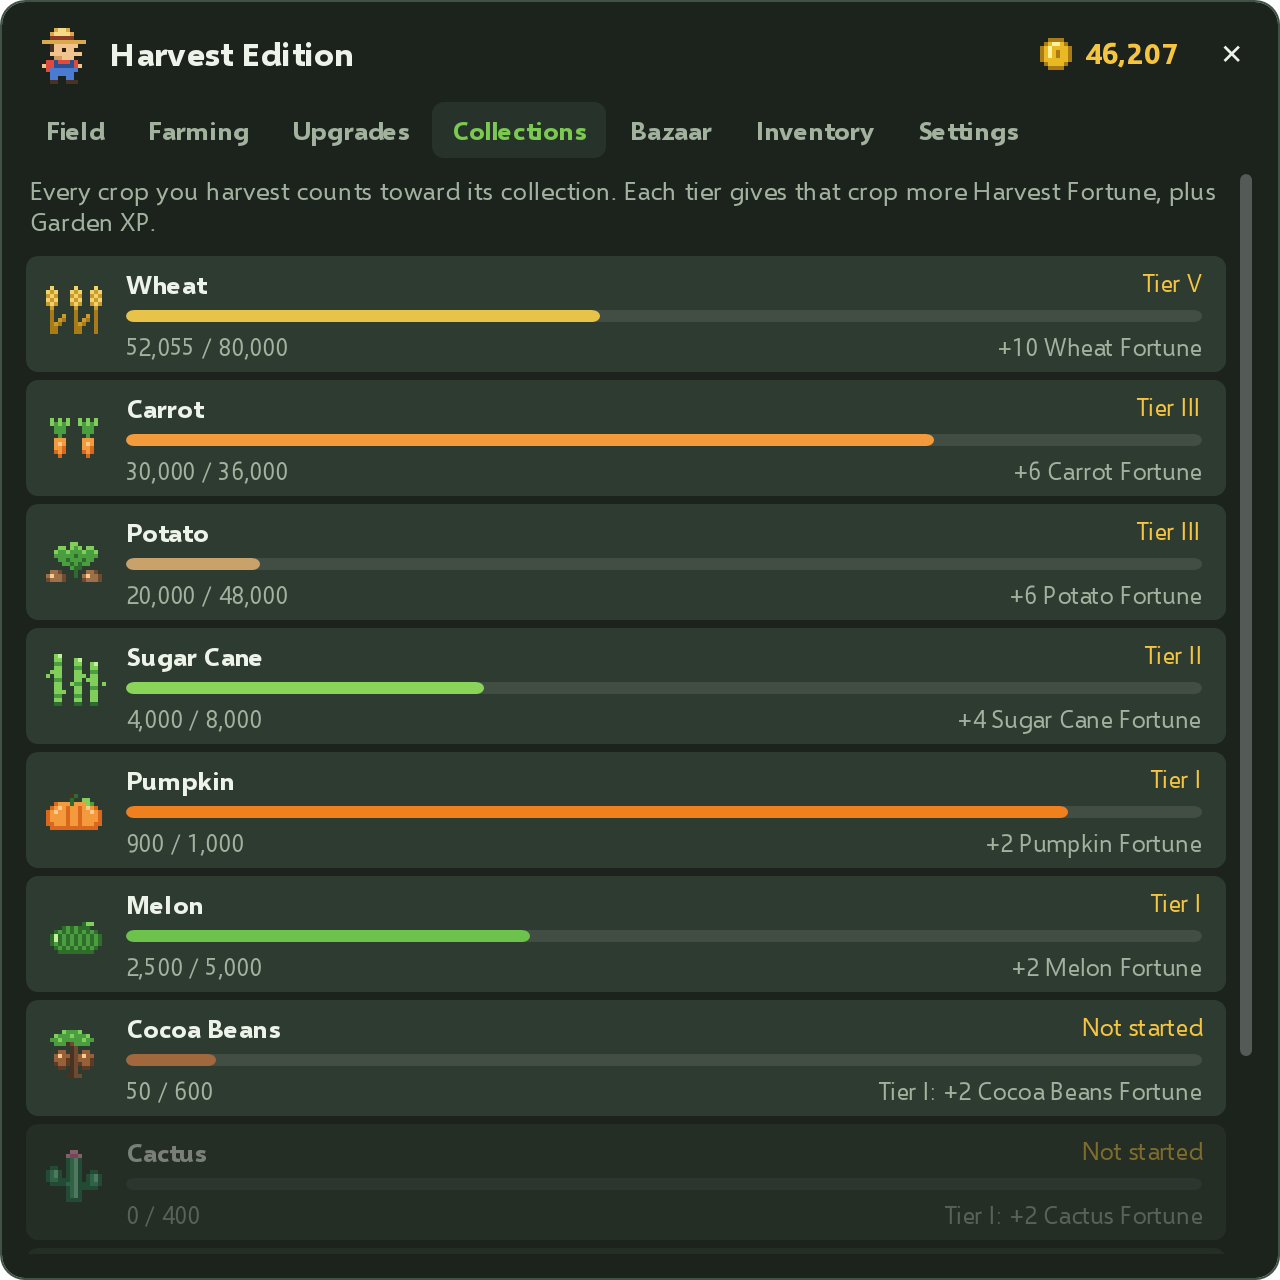 Harvest Edition
46,207
×
Field Farming Upgrades Collections Bazaar Inventory Settings
Every crop you harvest counts toward its collection. Each tier gives that crop more Harvest Fortune, plus
Garden XP.
Wheat
Tier V
52,055 / 80,000
+10 Wheat Fortune
Carrot
Tier III
30,000 / 36,000
+6 Carrot Fortune
Potato
Tier III
20,000 / 48,000
+6 Potato Fortune
Sugar Cane
Tier II
4,000 / 8,000
+4 Sugar Cane Fortune
Pumpkin
Tier I
900 / 1,000
+2 Pumpkin Fortune
Melon
Tier I
2,500 / 5,000
+2 Melon Fortune
Cocoa Beans
Not started
50 / 600
Tier I: +2 Cocoa Beans Fortune
Cactus
Not started
0 / 400
Tier I: +2 Cactus Fortune